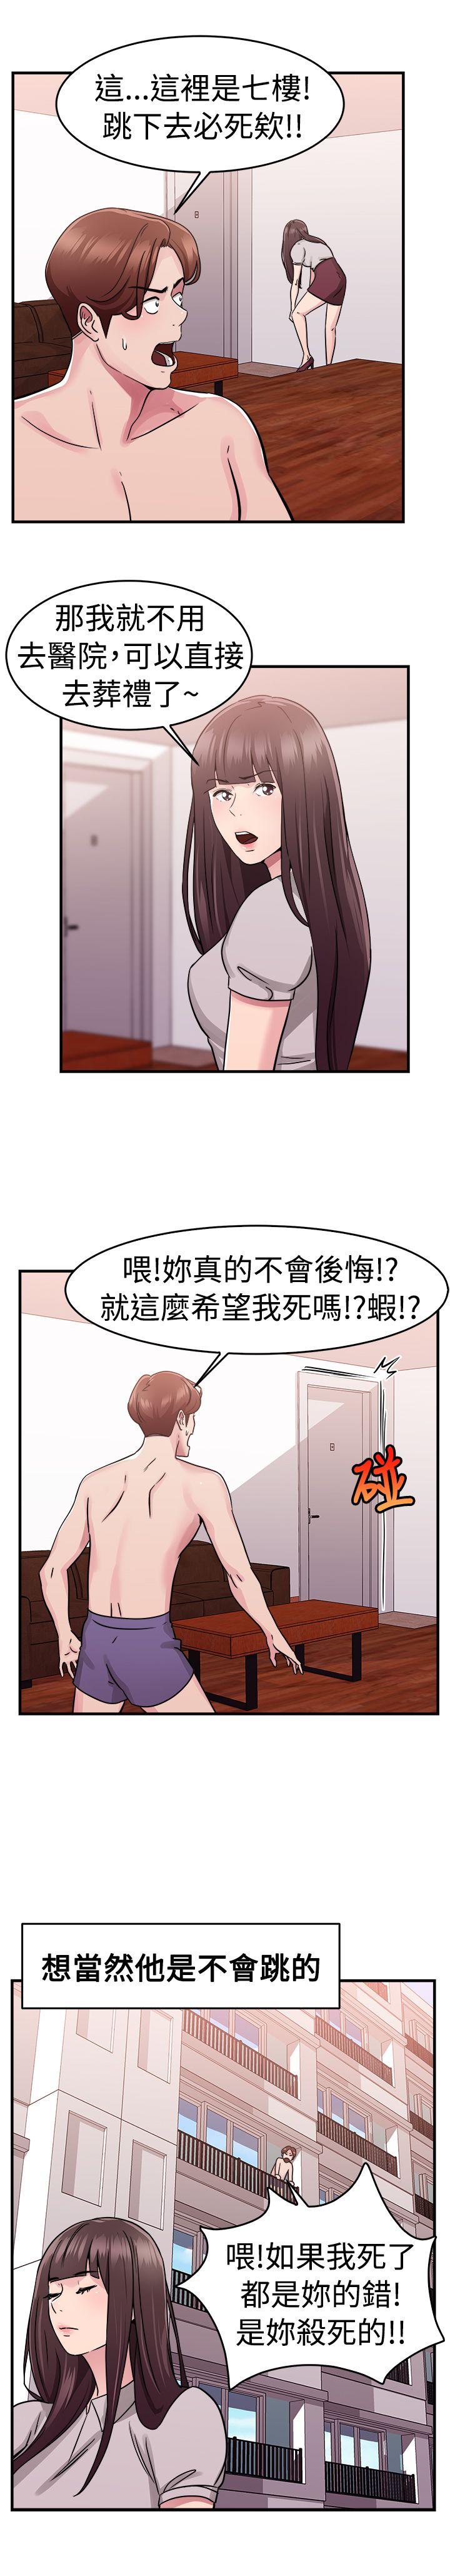 這...這裡是七樓!
跳下去必死欸!!
那我就不用
去醫院,可以直接
去葬禮了~
喂!妳真的不會後悔!?
就這麼希望我死嗎!?蝦!?
碰
想當然他是不會跳的
喂!如果我死了
都是妳的錯!
是妳殺死的!!